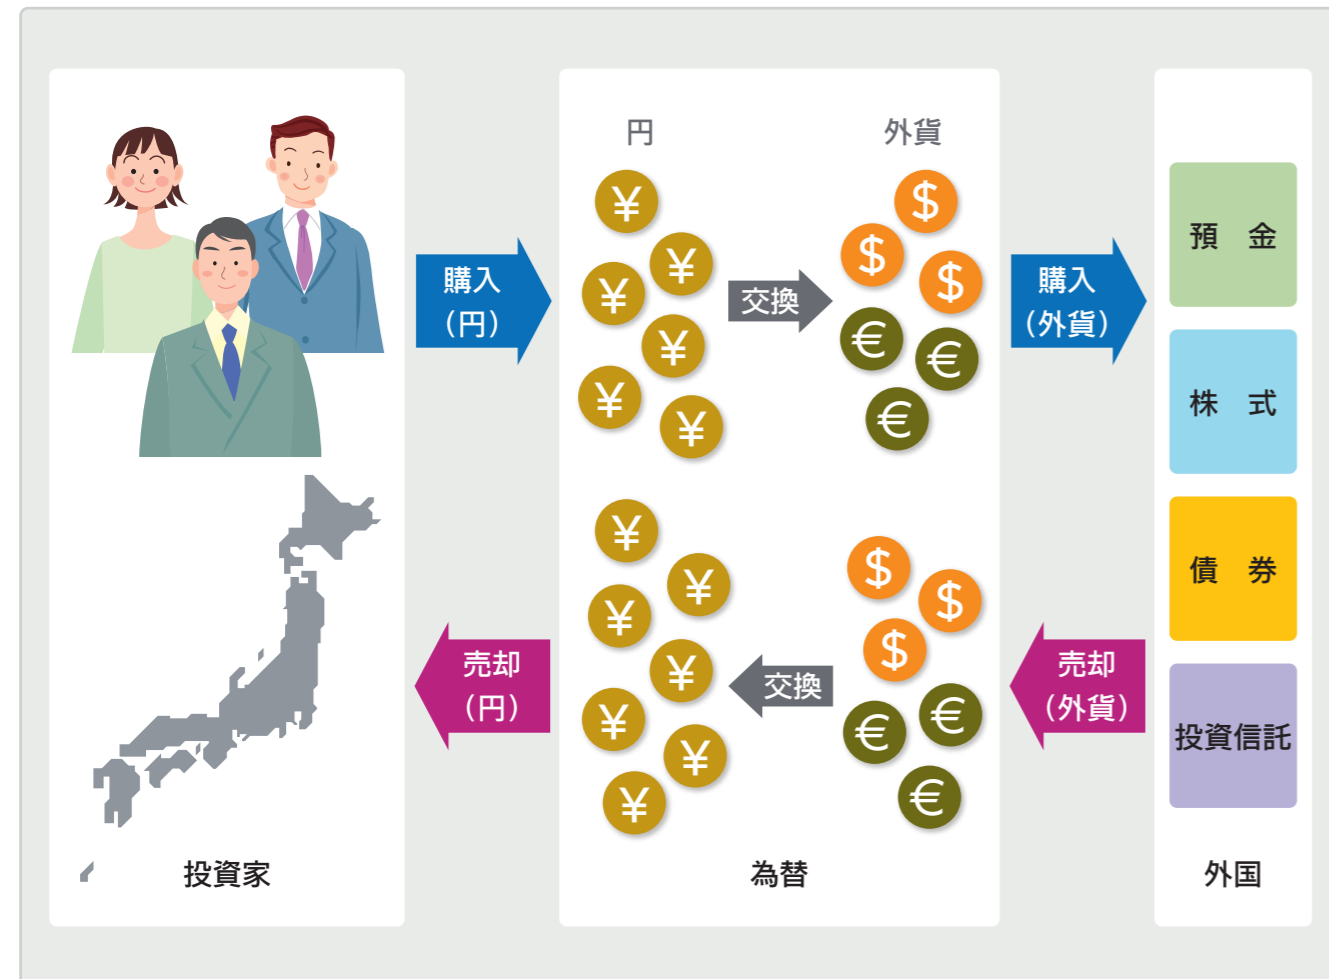 円
外貨
¥
¥
¥
¥
¥
¥
$
$
$
€
€
€
購入
（円）
交換
購入
（外貨）
預　金
株　式
債　券
投資信託
¥
¥
¥
¥
¥
¥
¥
$
$
$
€
€
€
売却
（円）
交換
売却
（外貨）
投資家
為替
外国